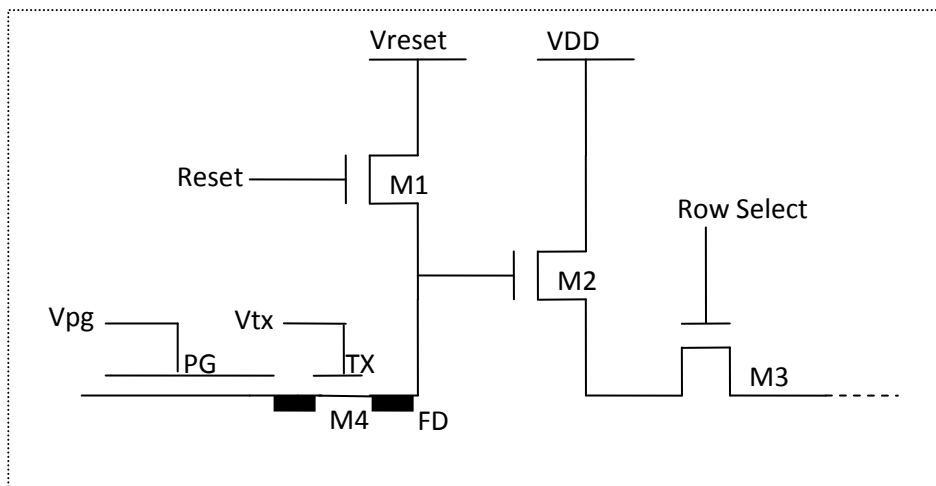 Vreset
VDD
Reset
M1
Row Select
M2
Vpg
Vtx
PG
TX
M3
M4
FD